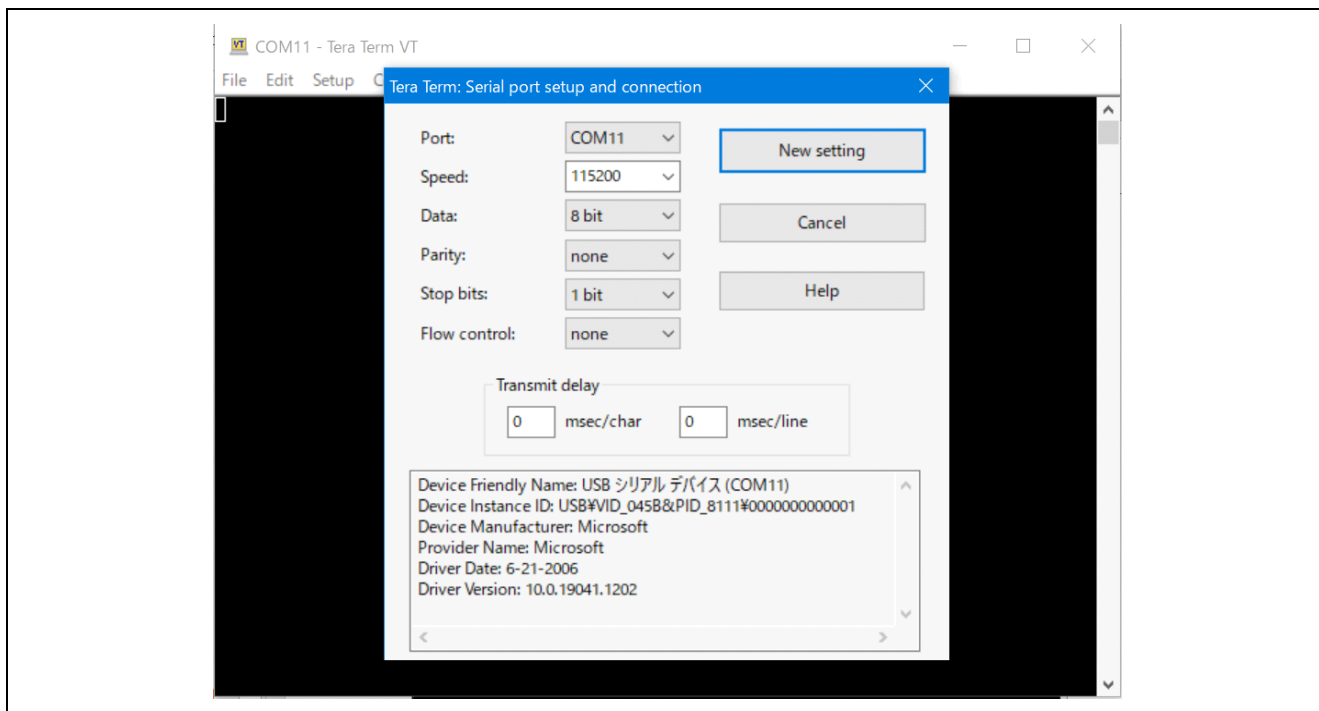 COM11 - Tera Term VT
File Edit Setup C
Tera Term: Serial port setup and connection
Port: COM11
New setting
Speed: 115200
Data: 8 bit
Cancel
Parity: none
Stop bits: 1 bit
Help
Flow control: none
Transmit delay
0 msec/char 0 msec/line
Device Friendly Name: USB シリアル デバイス (COM11)
Device Instance ID: USB¥VID_045B&PID_8111¥0000000000001
Device Manufacturer: Microsoft
Provider Name: Microsoft
Driver Date: 6-21-2006
Driver Version: 10.0.19041.1202